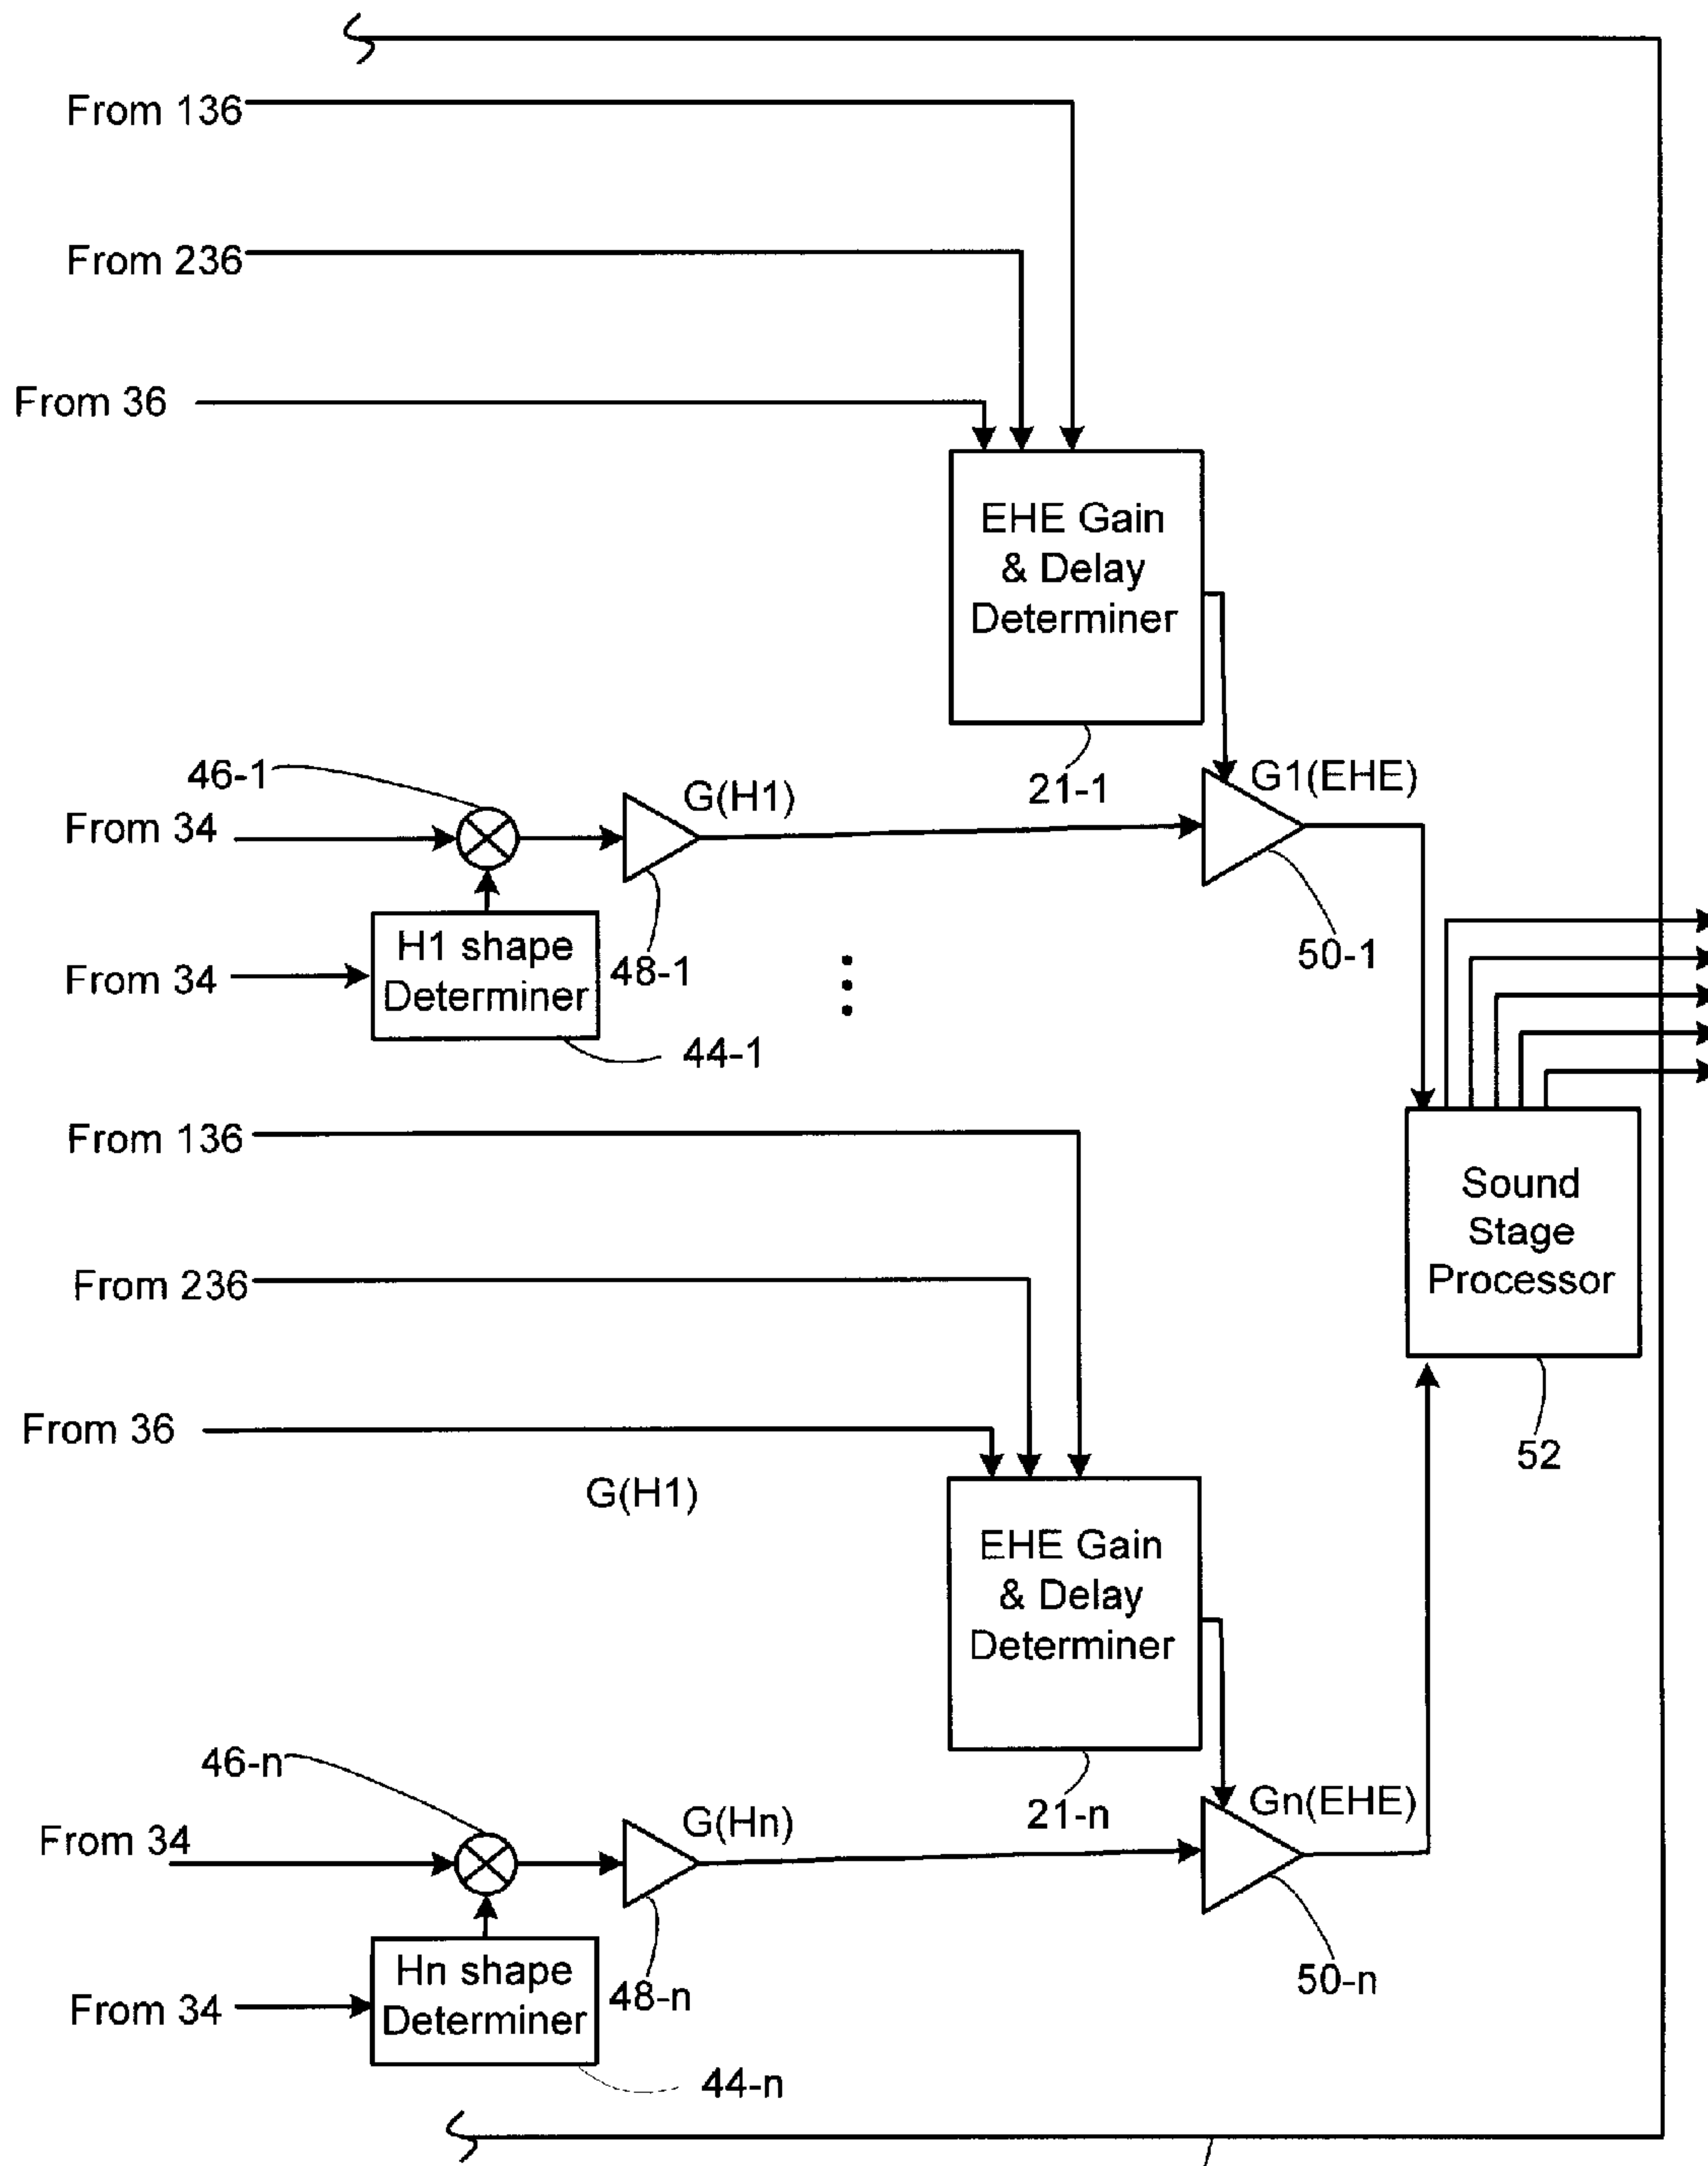 From 136
From 236
From 36
EHE Gain
& Delay
Determiner
46-1
G(H1)
21-1
G1(EHE)
From 34
50-1
H1 shape
Determiner
48-1
From 34
44-1
From 136
Sound
Stage
Processor
From 236
From 36
52
G(H1)
EHE Gain
& Delay
Determiner
46-n
G(Hn)
21-n
Gn(EHE)
From 34
Hn shape
Determiner
48-n
50-n
From 34
44-n